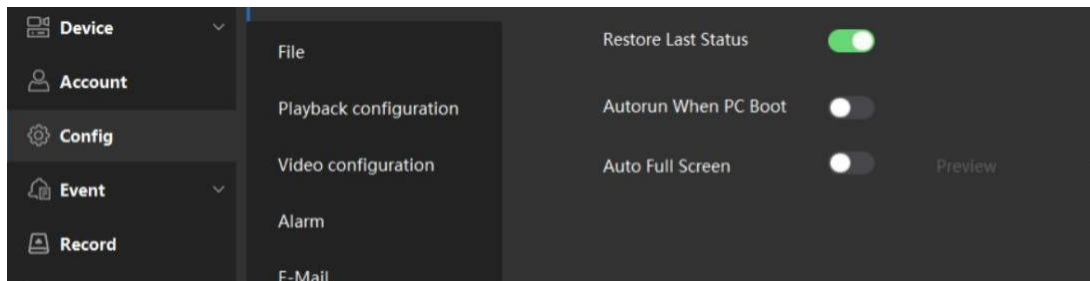 Device
Account
Config
Event
Record
File
Playback configuration
Video configuration
Alarm
E-Mail
Restore Last Status
Autorun When PC Boot
Auto Full Screen
Preview